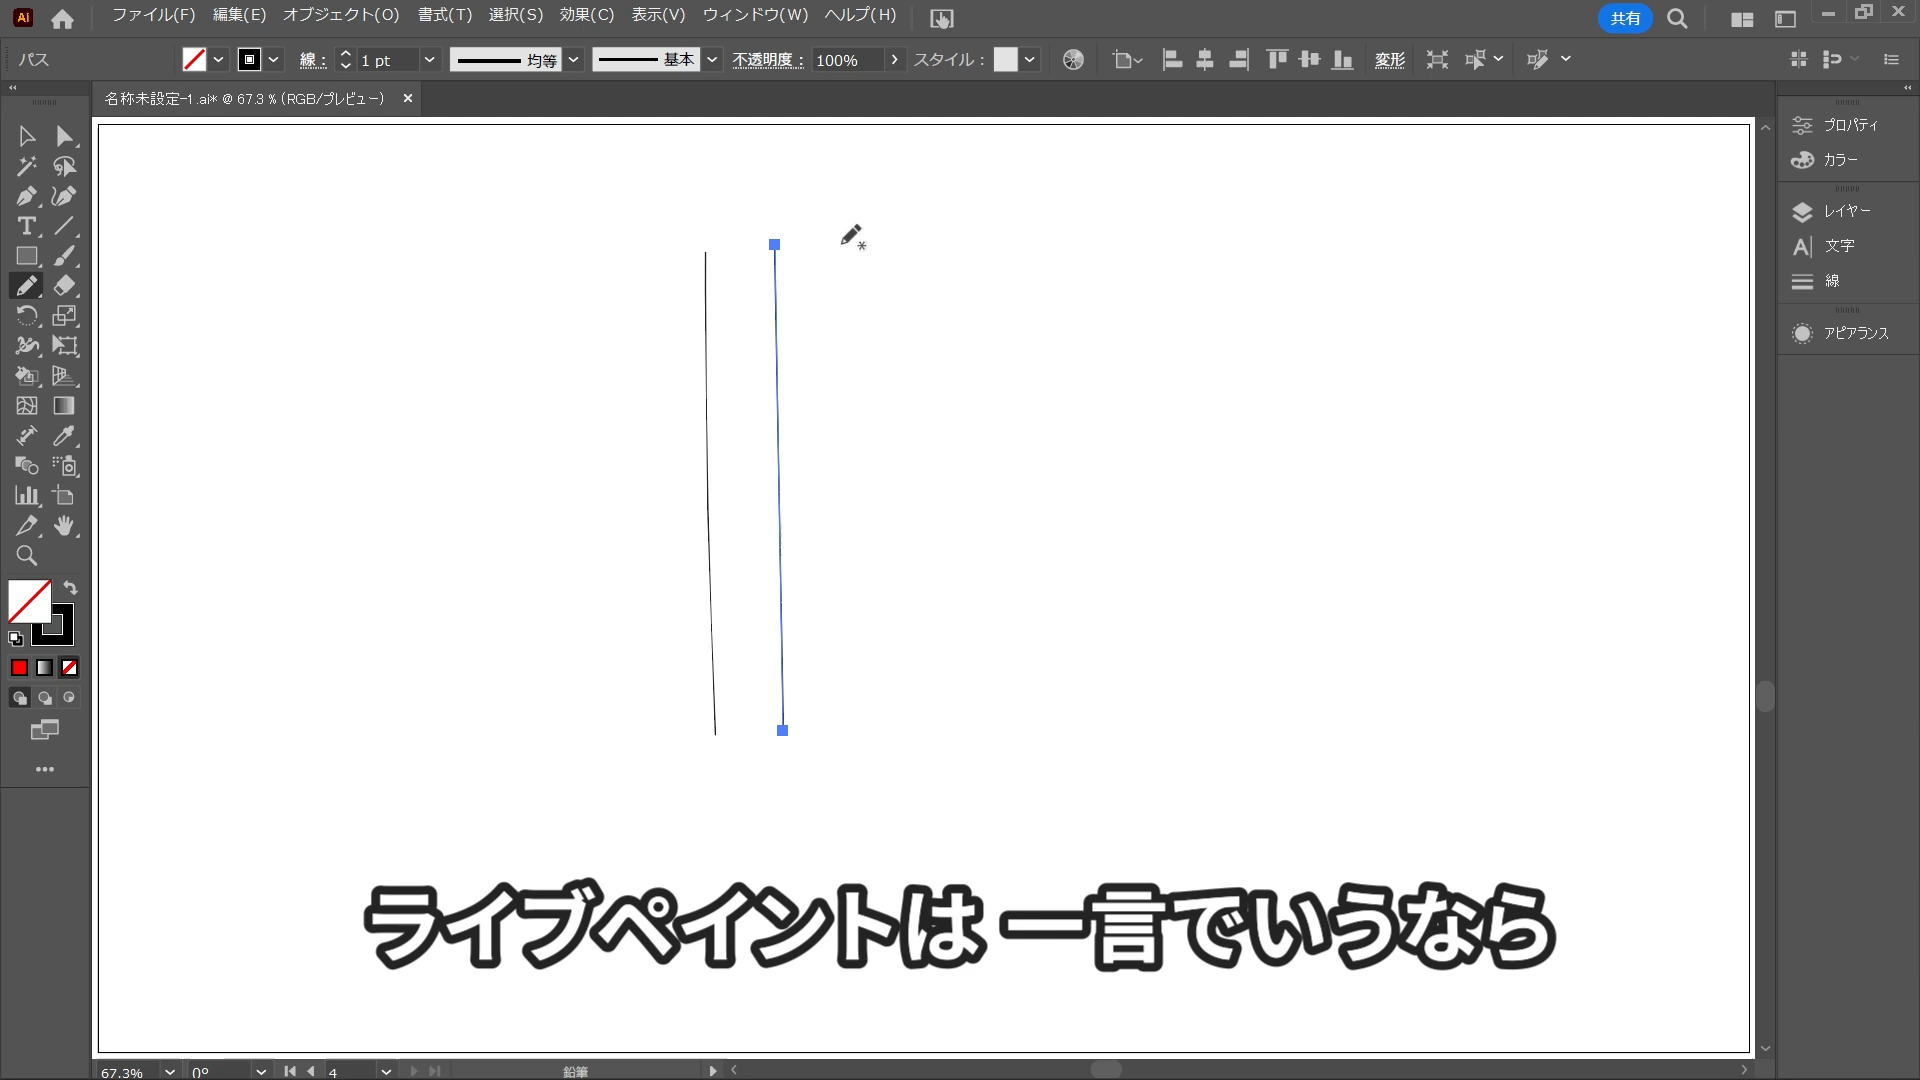 Ai ファイル(F) 編集(E) オブジェクト(O) 書式(T) 選択(S) 効果(C) 表示(V) ウィンドウ(W) ヘルプ(H) 共有
パス 線： 1 pt 均等 基本 不透明度： 100% スタイル： 変形
名称未設定-1.ai* @ 67.3 % (RGB/プレビュー) ×
プロパティ
カラー
レイヤー
文字
線
アピアランス
ライブペイントは 一言でいうなら
67.3% 0° 4 鉛筆